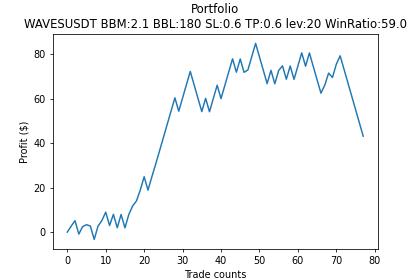 Portfolio
WAVESUSDT BBM:2.1 BBL:180 SL:0.6 TP:0.6 lev:20 WinRatio:59.0
80
60
40
20
0
Profit ($)
0 10 20 30 40 50 60 70 80
Trade counts